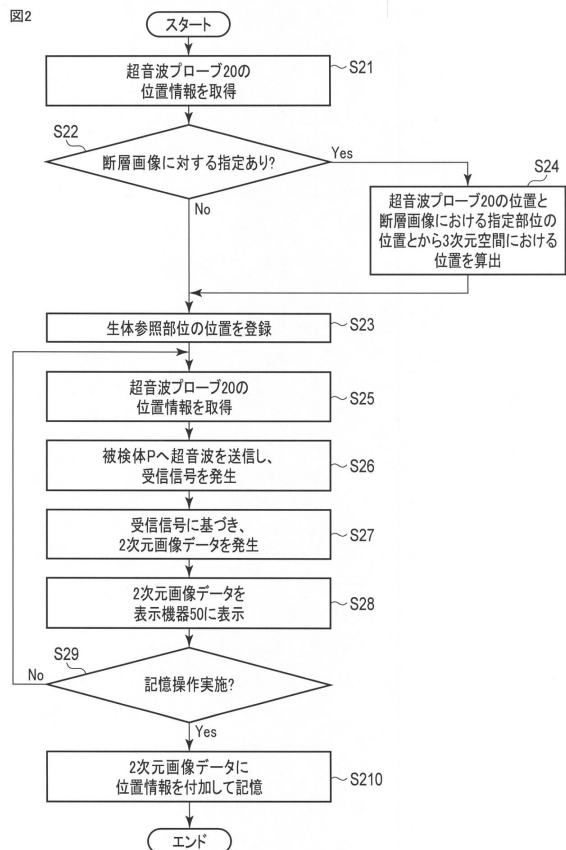 図2
スタート
超音波プローブ20の
位置情報を取得
S21
S22
断層画像に対する指定あり?
Yes
No
S24
超音波プローブ20の位置と
断層画像における指定部位の
位置とから3次元空間における
位置を算出
生体参照部位の位置を登録
S23
超音波プローブ20の
位置情報を取得
S25
被検体Pへ超音波を送信し、
受信信号を発生
S26
受信信号に基づき、
2次元画像データを発生
S27
2次元画像データを
表示機器50に表示
S28
S29
記憶操作実施?
No
Yes
2次元画像データに
位置情報を付加して記憶
S210
エンド